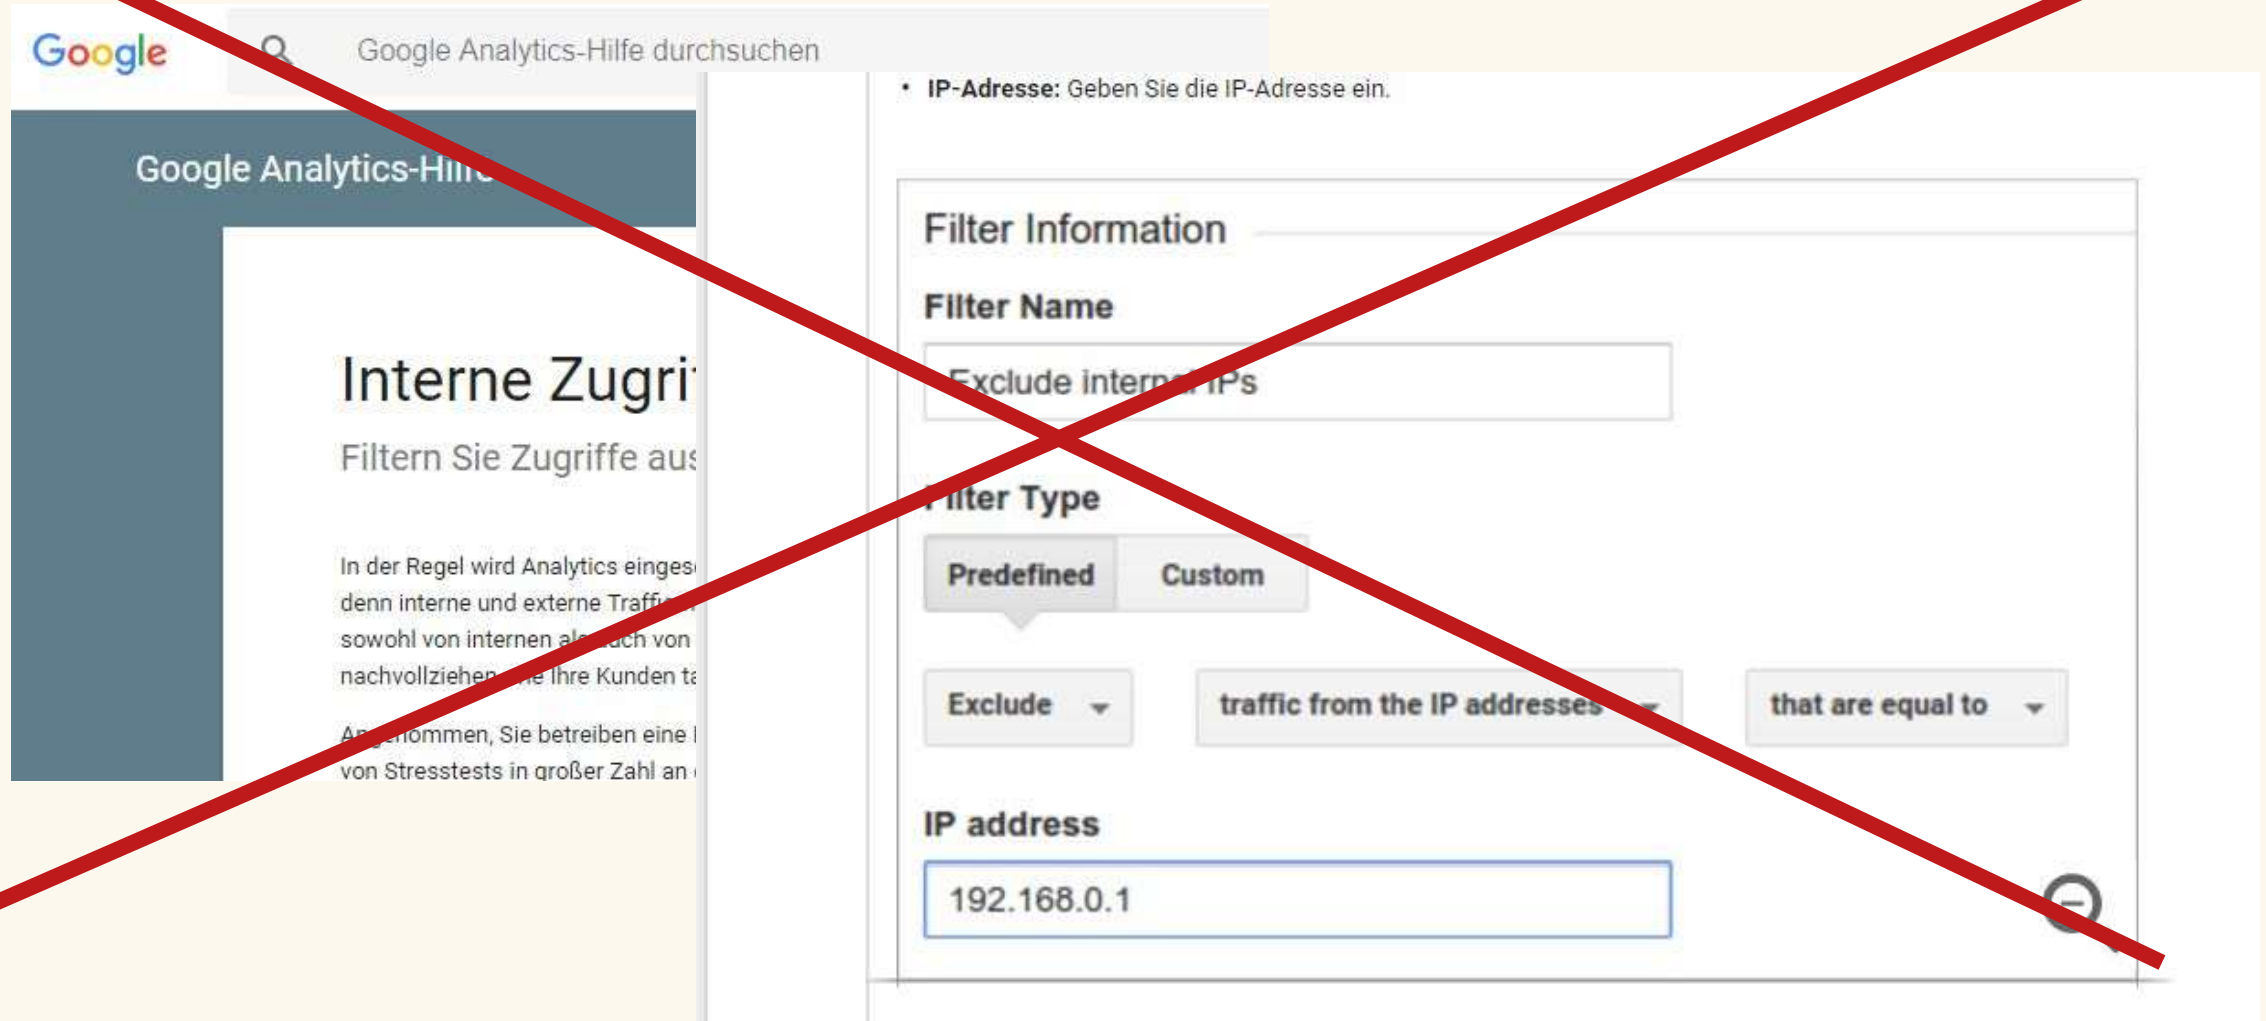 Google
Google Analytics-Hilfe durchsuchen
Google Analytics-Hilfe
Interne Zugrif
Filtern Sie Zugriffe aus
In der Regel wird Analytics einges
denn interne und externe Traffic
sowohl von internen als auch von
nachvollziehen, wie Ihre Kunden ta
Angenommen, Sie betreiben eine
von Stresstests in großer Zahl an
• IP-Adresse: Geben Sie die IP-Adresse ein.
Filter Information
Filter Name
Exclude internal IPs
Filter Type
Predefined Custom
Exclude traffic from the IP addresses that are equal to
IP address
192.168.0.1